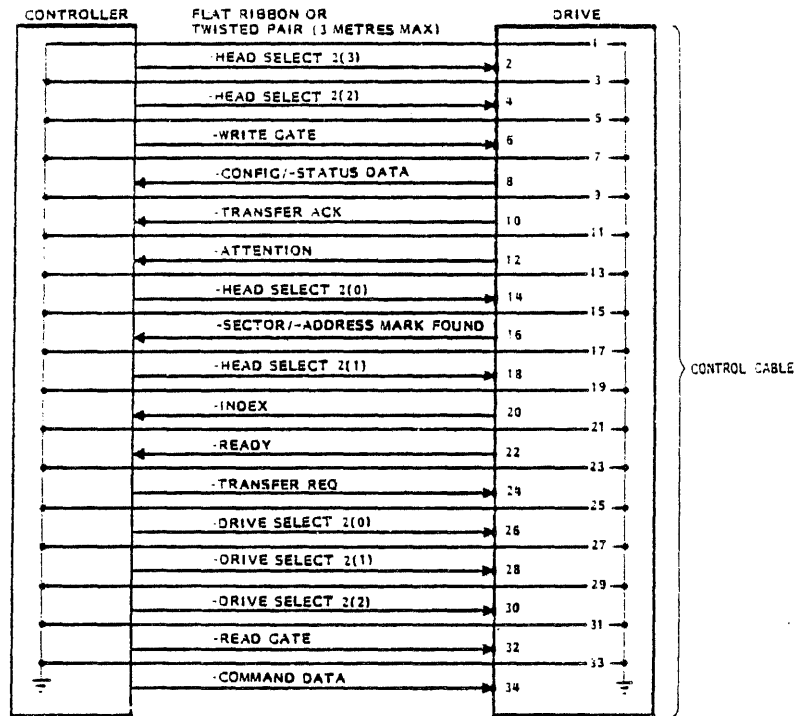 CONTROLLER FLAT RIBBON OR DRIVE
TWISTED PAIR (3 METRES MAX)
1
-HEAD SELECT 2(3) 2
3
-HEAD SELECT 2(2) 4
5
-WRITE GATE 6
7
-CONFIG/-STATUS DATA 8
9
-TRANSFER ACK 10
11
-ATTENTION 12
13
-HEAD SELECT 2(0) 14
15
-SECTOR/-ADDRESS MARK FOUND 16
17
-HEAD SELECT 2(1) 18
CONTROL CABLE
19
-INDEX 20
21
-READY 22
23
-TRANSFER REQ 24
25
-DRIVE SELECT 2(0) 26
27
-DRIVE SELECT 2(1) 28
29
-DRIVE SELECT 2(2) 30
31
-READ GATE 32
33
-COMMAND DATA 34